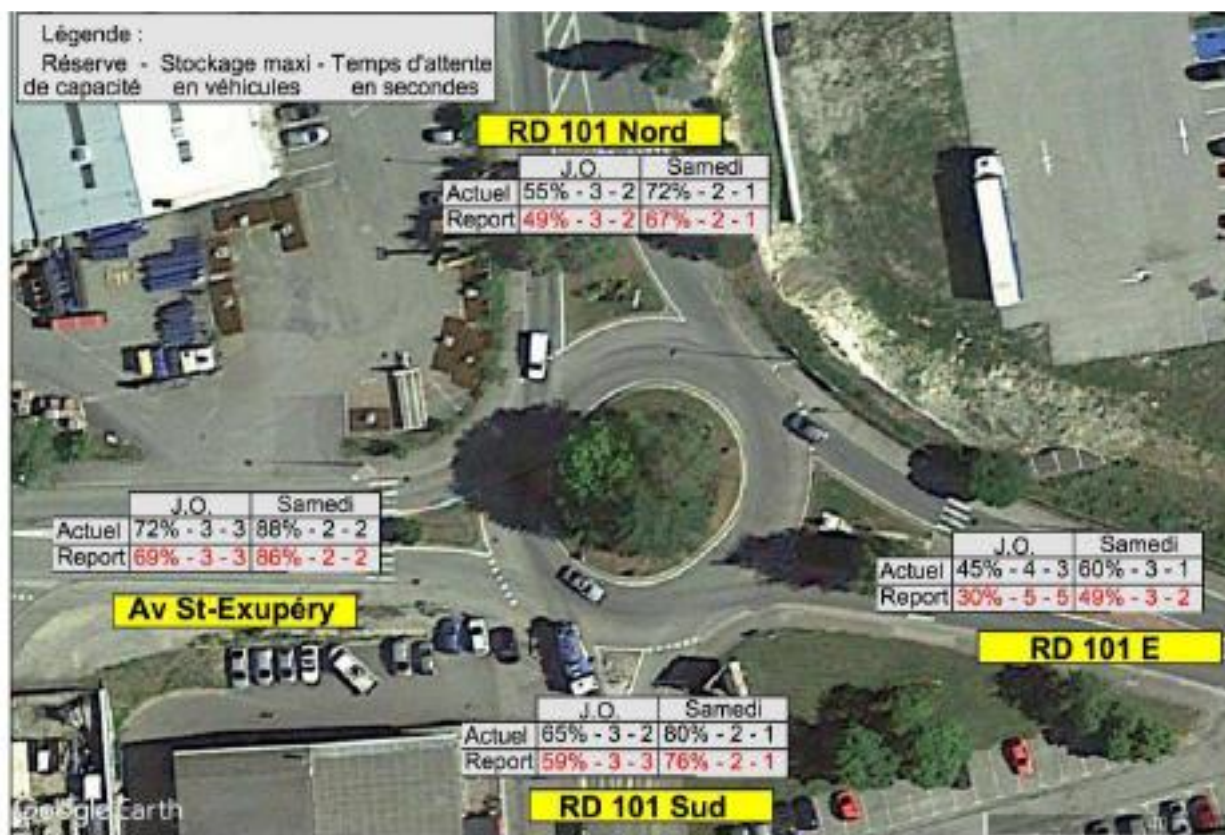 Légende :
Réserve - Stockage maxi - Temps d'attente
de capacité en véhicules en secondes
RD 101 Nord
J.O. Samedi
Actuel 55% - 3 - 2 72% - 2 - 1
Report 49% - 3 - 2 67% - 2 - 1
J.O. Samedi
Actuel 72% - 3 - 3 88% - 2 - 2
Report 69% - 3 - 3 86% - 2 - 2
Av St-Exupéry
J.O. Samedi
Actuel 45% - 4 - 3 60% - 3 - 1
Report 30% - 5 - 5 49% - 3 - 2
RD 101 E
J.O. Samedi
Actuel 65% - 3 - 2 80% - 2 - 1
Report 59% - 3 - 3 76% - 2 - 1
RD 101 Sud
Google Earth